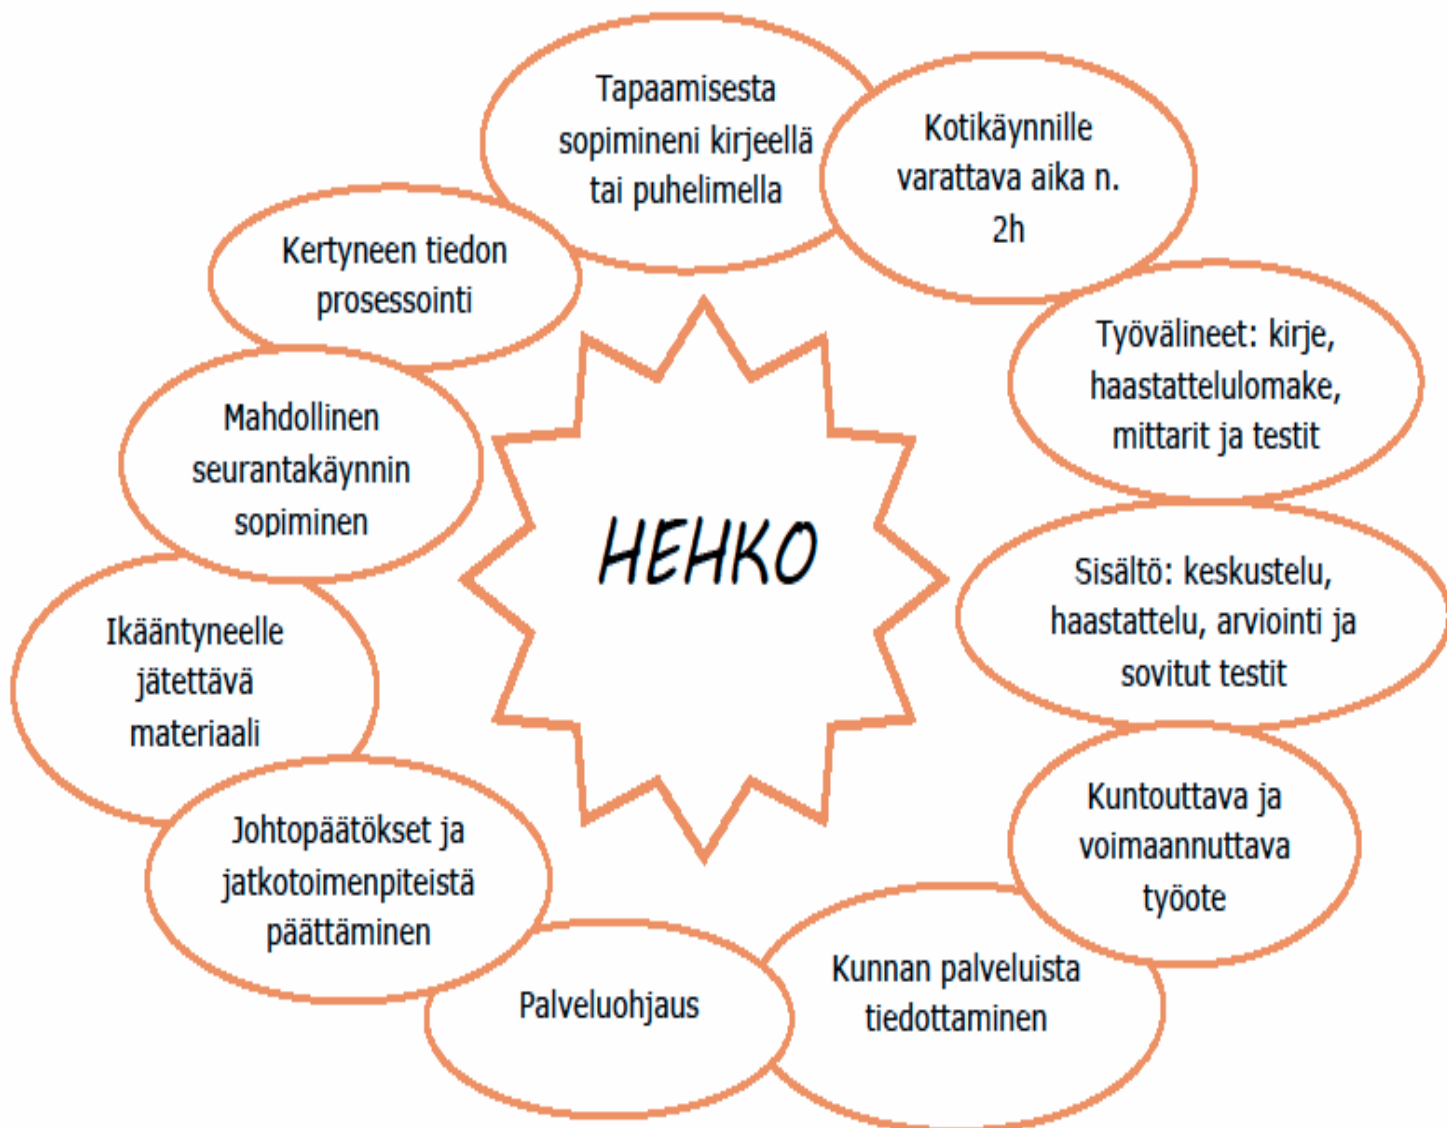 Tapaamisesta
sopimineni kirjeellä
tai puhelimella
Kotikäynnille
varattava aika n.
2h
Työvälineet: kirje,
haastattelulomake,
mittarit ja testit
Sisältö: keskustelu,
haastattelu, arviointi ja
sovitut testit
Kuntouttava ja
voimaannuttava
työote
Kunnan palveluista
tiedottaminen
Palveluohjaus
Johtopäätökset ja
jatkotoimenpiteistä
päättäminen
Ikääntyneelle
jätettävä
materiaali
Mahdollinen
seurantakäynnin
sopiminen
Kertyneen tiedon
prosessointi
HEHKO